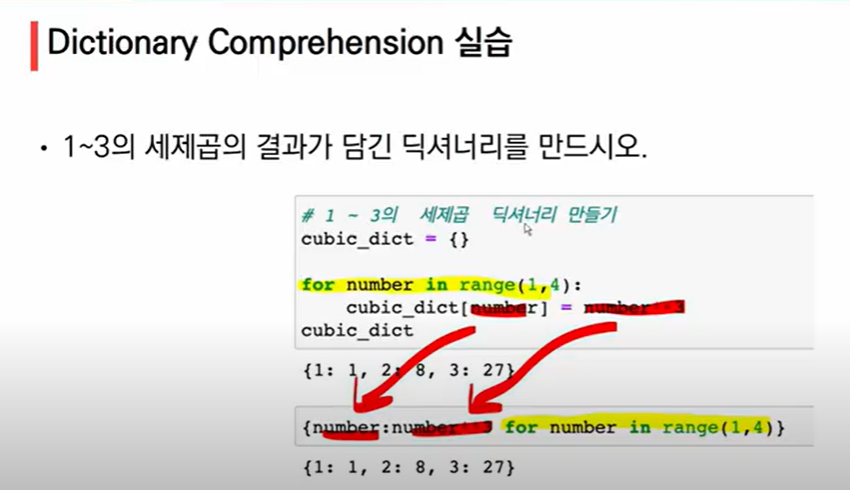 Dictionary Comprehension 실습
• 1~3의 세제곱의 결과가 담긴 딕셔너리를 만드시오.
# 1 ~ 3의 세제곱 딕셔너리 만들기
cubic_dict = {}
for number in range(1,4):
cubic_dict[number] = number**3
cubic_dict
{1: 1, 2: 8, 3: 27}
{number:number**3 for number in range(1,4)}
{1: 1, 2: 8, 3: 27}